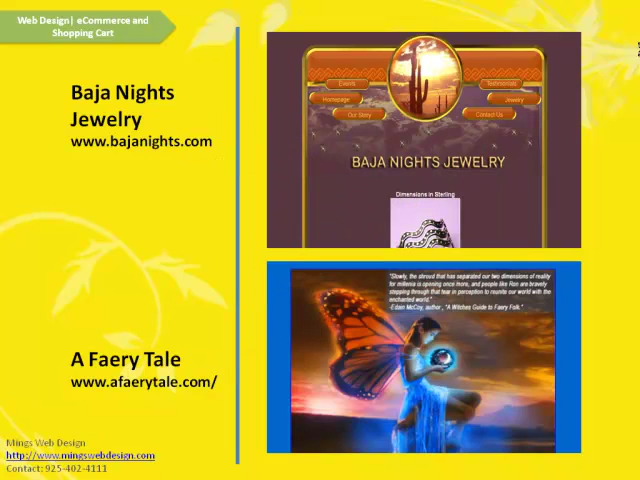 Web Design| eCommerce and
Shopping Cart
Baja Nights
Jewelry
www.bajanights.com
Events
Testimonials
Homepage
Jewelry
Our Story
Contact Us
BAJA NIGHTS JEWELRY
Dimensions in Sterling
"Slowly, the shroud that has separated our two dimensions of reality
for millenia is opening once more, and people like Ron are bravely
stepping through that tear in perception to reunite our world with the
enchanted world."
-Edain McCoy, author , "A Witches Guide to Faery Folk."
A Faery Tale
www.afaerytale.com/
Mings Web Design
http://www.mingswebdesign.com
Contact: 925-402-4111